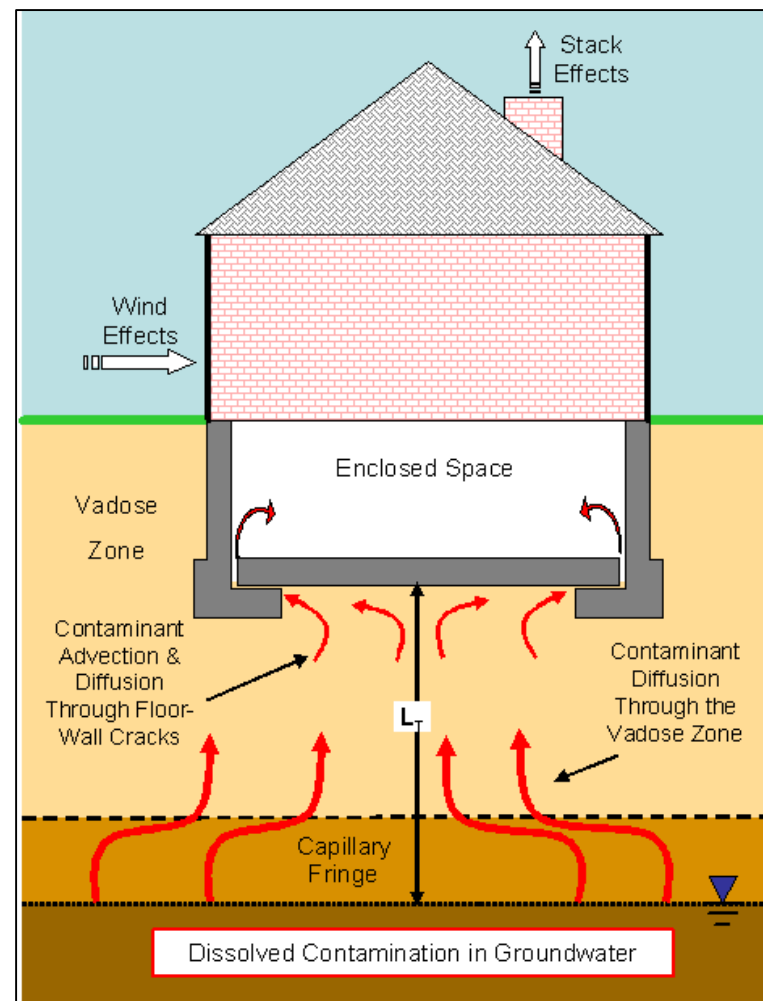 Stack
Effects
Wind
Effects
Enclosed Space
Vadose
Zone
Contaminant
Advection &
Diffusion
Through Floor-
Wall Cracks
Contaminant
Diffusion
Through the
Vadose Zone
L_T
Capillary
Fringe
Dissolved Contamination in Groundwater